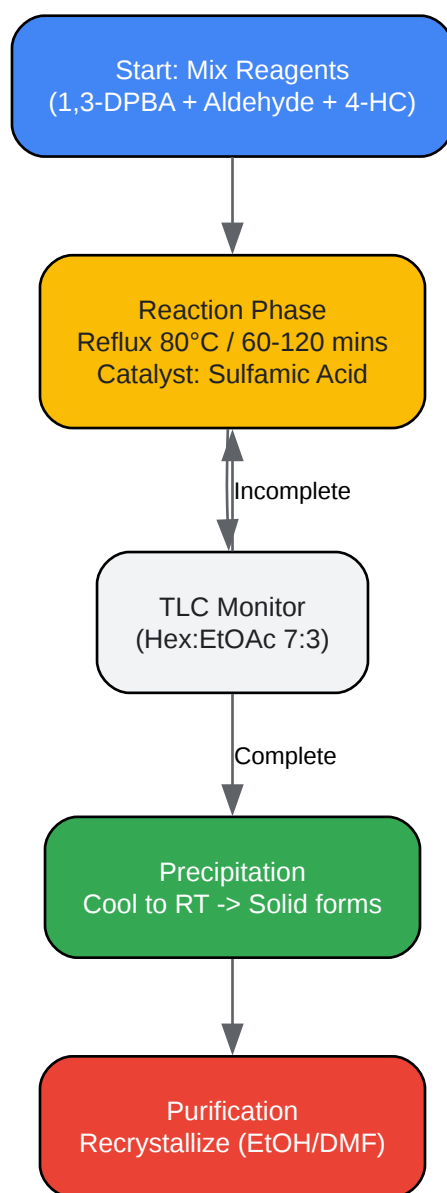 Start: Mix Reagents
(1,3-DPBA + Aldehyde + 4-HC)
Reaction Phase
Reflux 80°C / 60-120 mins
Catalyst: Sulfamic Acid
Incomplete
TLC Monitor
(Hex:EtOAc 7:3)
Complete
Precipitation
Cool to RT -> Solid forms
Purification
Recrystallize (EtOH/DMF)